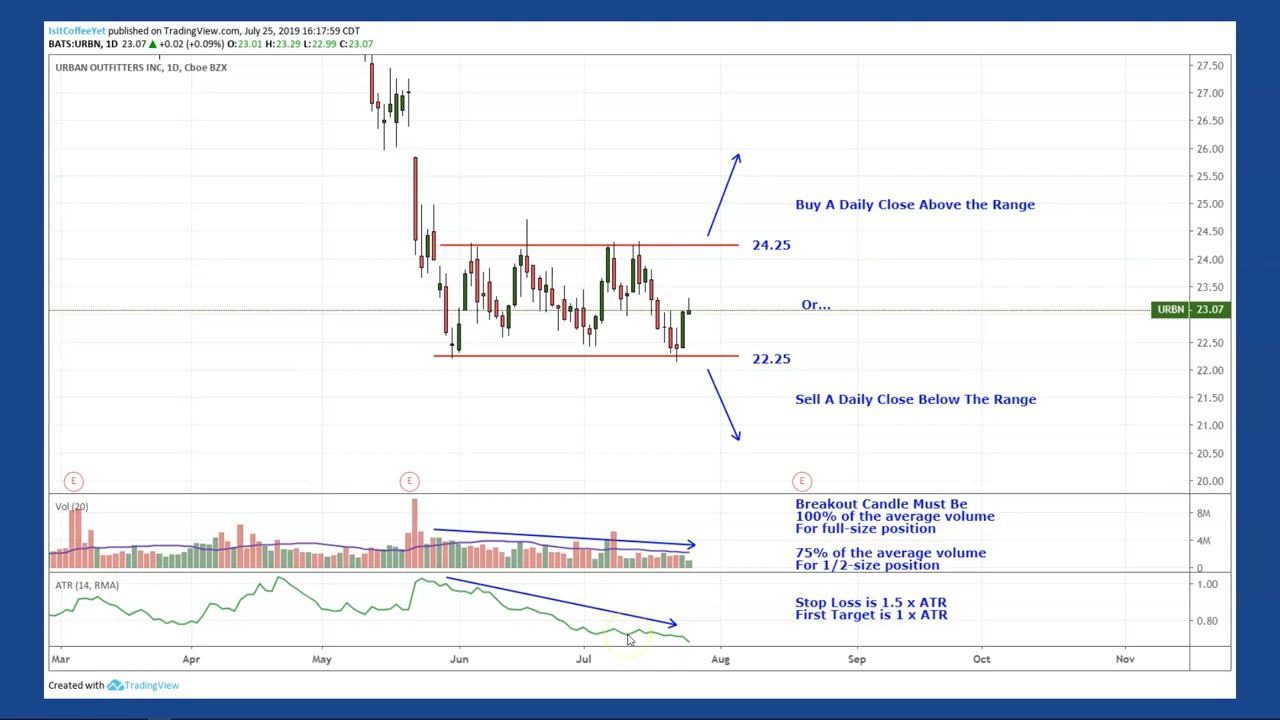 IsItCoffeeYet published on TradingView.com, July 25, 2019 16:17:59 CDT
BATS:URBN, 1D 23.07 ▲ +0.02 (+0.09%) O:23.01 H:23.29 L:22.99 C:23.07
URBAN OUTFITTERS INC, 1D, Cboe BZX
27.50
27.00
26.50
26.00
25.50
Buy A Daily Close Above the Range
25.00
24.50
24.25
24.00
23.50
Or...
URBN 23.07
22.50
22.25
22.00
21.50
Sell A Daily Close Below The Range
21.00
20.50
20.00
E
E
E
Vol (20)
8M
4M
0
Breakout Candle Must Be
100% of the average volume
For full-size position
75% of the average volume
For 1/2-size position
ATR (14, RMA)
1.00
0.80
Stop Loss is 1.5 x ATR
First Target is 1 x ATR
Mar Apr May Jun Jul Aug Sep Oct Nov
Created with TradingView